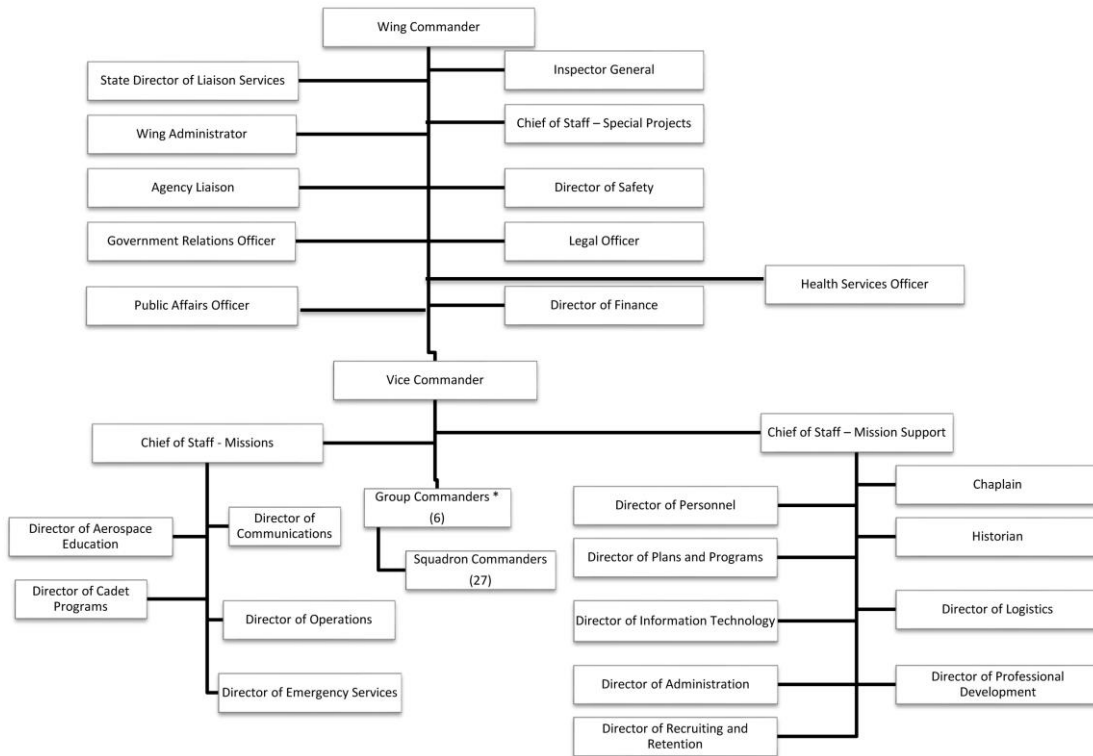 Wing Commander
State Director of Liaison Services
Inspector General
Wing Administrator
Chief of Staff – Special Projects
Agency Liaison
Director of Safety
Government Relations Officer
Legal Officer
Health Services Officer
Public Affairs Officer
Director of Finance
Vice Commander
Chief of Staff - Missions
Chief of Staff – Mission Support
Group Commanders *
(6)
Squadron Commanders
(27)
Director of Aerospace
Education
Director of
Communications
Director of Cadet
Programs
Director of Operations
Director of Emergency Services
Director of Personnel
Chaplain
Director of Plans and Programs
Historian
Director of Information Technology
Director of Logistics
Director of Administration
Director of Professional
Development
Director of Recruiting and
Retention